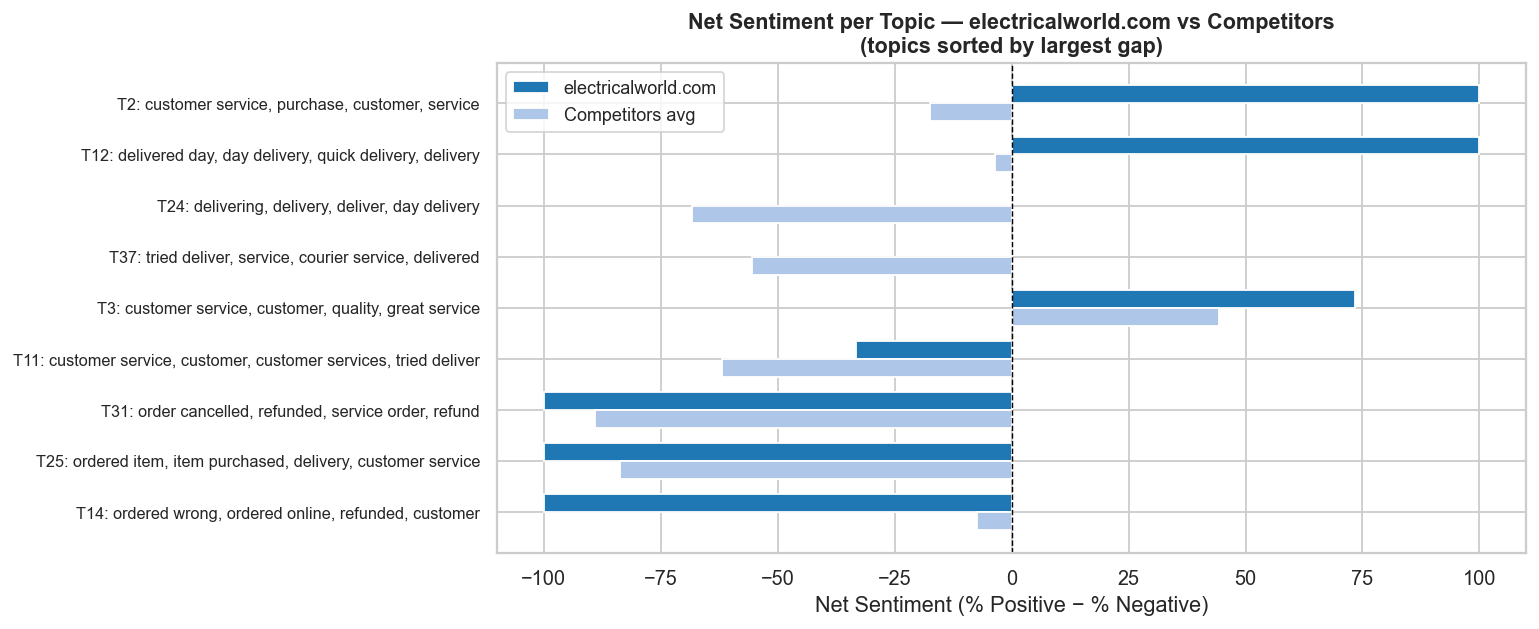 Net Sentiment per Topic — electricalworld.com vs Competitors
(topics sorted by largest gap)
electricalworld.com
Competitors avg
T2: customer service, purchase, customer, service
T12: delivered day, day delivery, quick delivery, delivery
T24: delivering, delivery, deliver, day delivery
T37: tried deliver, service, courier service, delivered
T3: customer service, customer, quality, great service
T11: customer service, customer, customer services, tried deliver
T31: order cancelled, refunded, service order, refund
T25: ordered item, item purchased, delivery, customer service
T14: ordered wrong, ordered online, refunded, customer
−100 −75 −50 −25 0 25 50 75 100
Net Sentiment (% Positive − % Negative)